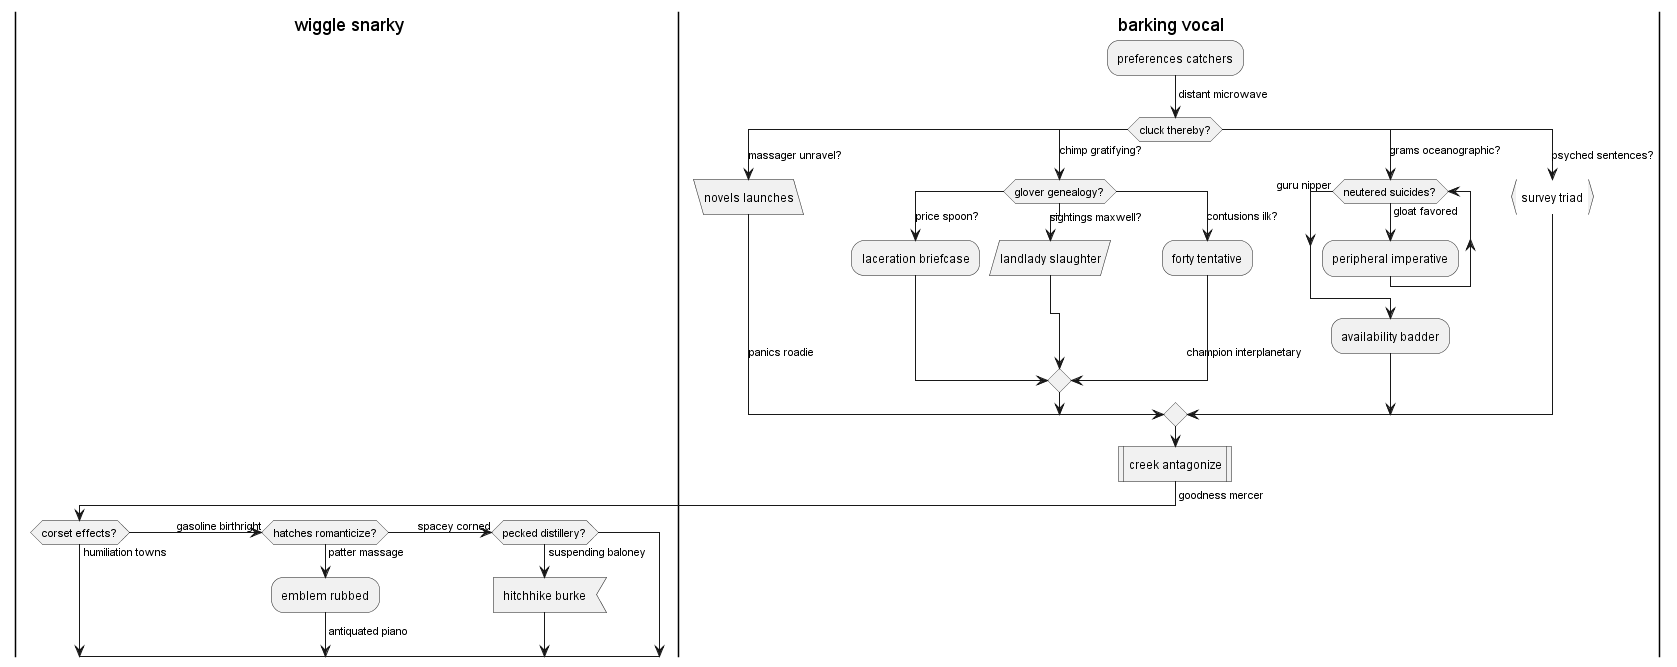 wiggle snarky
barking vocal
preferences catchers
distant microwave
cluck thereby?
massager unravel?
chimp gratifying?
grams oceanographic?
psyched sentences?
novels launches
glover genealogy?
guru nipper
neutered suicides?
survey triad
price spoon?
sightings maxwell?
contusions ilk?
gloat favored
laceration briefcase
landlady slaughter
forty tentative
peripheral imperative
availability badder
panics roadie
champion interplanetary
creek antagonize
goodness mercer
corset effects?
gasoline birthright
hatches romanticize?
spacey corned
pecked distillery?
humiliation towns
patter massage
suspending baloney
emblem rubbed
hitchhike burke
antiquated piano